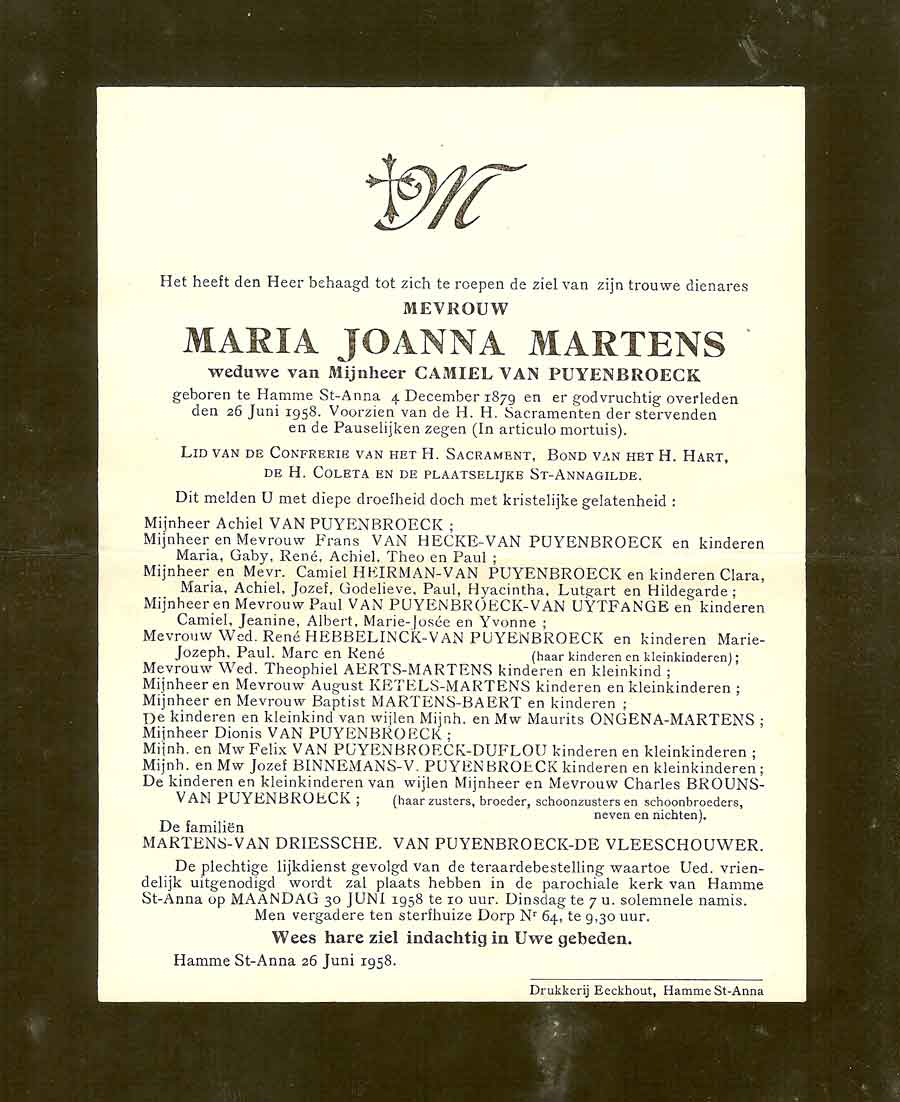 M
Het heeft den Heer behaagd tot zich te roepen de ziel van zijn trouwe dienares
MEVROUW
MARIA JOANNA MARTENS
weduwe van Mijnheer CAMIEL VAN PUYENBROECK
geboren te Hamme St-Anna 4 December 1879 en er godvruchtig overleden
den 26 Juni 1958. Voorzien van de H. H. Sacramenten der stervenden
en de Pauselijken zegen (In articulo mortuis).
LID VAN DE CONFRERIE VAN HET H. SACRAMENT, BOND VAN HET H. HART,
DE H. COLETA EN DE PLAATSELIJKE ST-ANNAGILDE.
Dit melden U met diepe droefheid doch met kristelijke gelatenheid :
Mijnheer Achiel VAN PUYENBROECK ;
Mijnheer en Mevrouw Frans VAN HECKE-VAN PUYENBROECK en kinderen
Maria, Gaby, René, Achiel, Theo en Paul ;
Mijnheer en Mevr. Camiel HEIRMAN-VAN PUYENBROECK en kinderen Clara,
Maria, Achiel, Jozef, Godelieve, Paul, Hyacintha, Lutgart en Hildegarde ;
Mijnheer en Mevrouw Paul VAN PUYENBROECK-VAN UYTFANGE en kinderen
Camiel, Jeanine, Albert, Marie-Josée en Yvonne ;
Mevrouw Wed. René HEBBELINCK-VAN PUYENBROECK en kinderen Marie-
Jozeph, Paul, Marc en René (haar kinderen en kleinkinderen) ;
Mevrouw Wed. Theophiel AERTS-MARTENS kinderen en kleinkind ;
Mijnheer en Mevrouw August KETELS-MARTENS kinderen en kleinkinderen ;
Mijnheer en Mevrouw Baptist MARTENS-BAERT en kinderen ;
De kinderen en kleinkind van wijlen Mijnh. en Mw Maurits ONGENA-MARTENS ;
Mijnheer Dionis VAN PUYENBROECK ;
Mijnh. en Mw Felix VAN PUYENBROECK-DUFLOU kinderen en kleinkinderen ;
Mijnh. en Mw Jozef BINNEMANS-V. PUYENBROECK kinderen en kleinkinderen ;
De kinderen en kleinkinderen van wijlen Mijnheer en Mevrouw Charles BROUNS-
VAN PUYENBROECK ; (haar zusters, broeder, schoonzusters en schoonbroeders,
neven en nichten).
De familiën
MARTENS-VAN DRIESSCHE. VAN PUYENBROECK-DE VLEESCHOUWER.
De plechtige lijkdienst gevolgd van de teraardebestelling waartoe Ued. vrien-
delijk uitgenodigd wordt zal plaats hebben in de parochiale kerk van Hamme
St-Anna op MAANDAG 30 JUNI 1958 te 10 uur. Dinsdag te 7 u. solemnele namis.
Men vergadere ten sterfhuize Dorp Nr 64, te 9,30 uur.
Wees hare ziel indachtig in Uwe gebeden.
Hamme St-Anna 26 Juni 1958.
Drukkerij Eeckhout, Hamme St-Anna